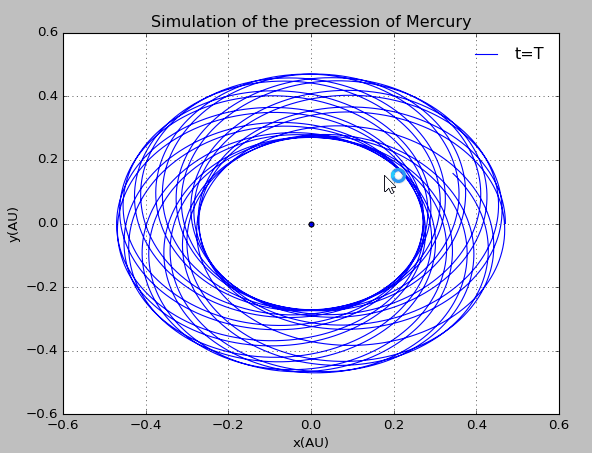 Simulation of the precession of Mercury
t=T
0.6
0.4
0.2
0.0
−0.2
−0.4
−0.6
y(AU)
−0.6 −0.4 −0.2 0.0 0.2 0.4 0.6
x(AU)